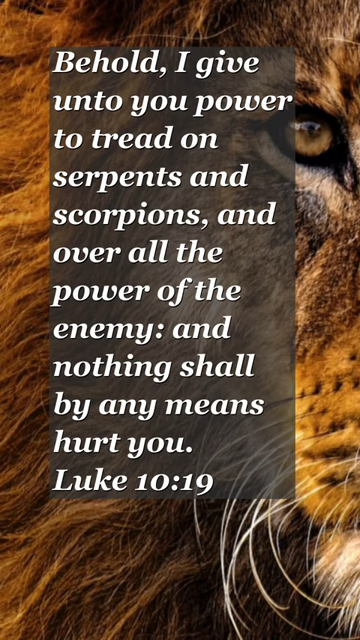 Behold, I give
unto you power
to tread on
serpents and
scorpions, and
over all the
power of the
enemy: and
nothing shall
by any means
hurt you.
Luke 10:19